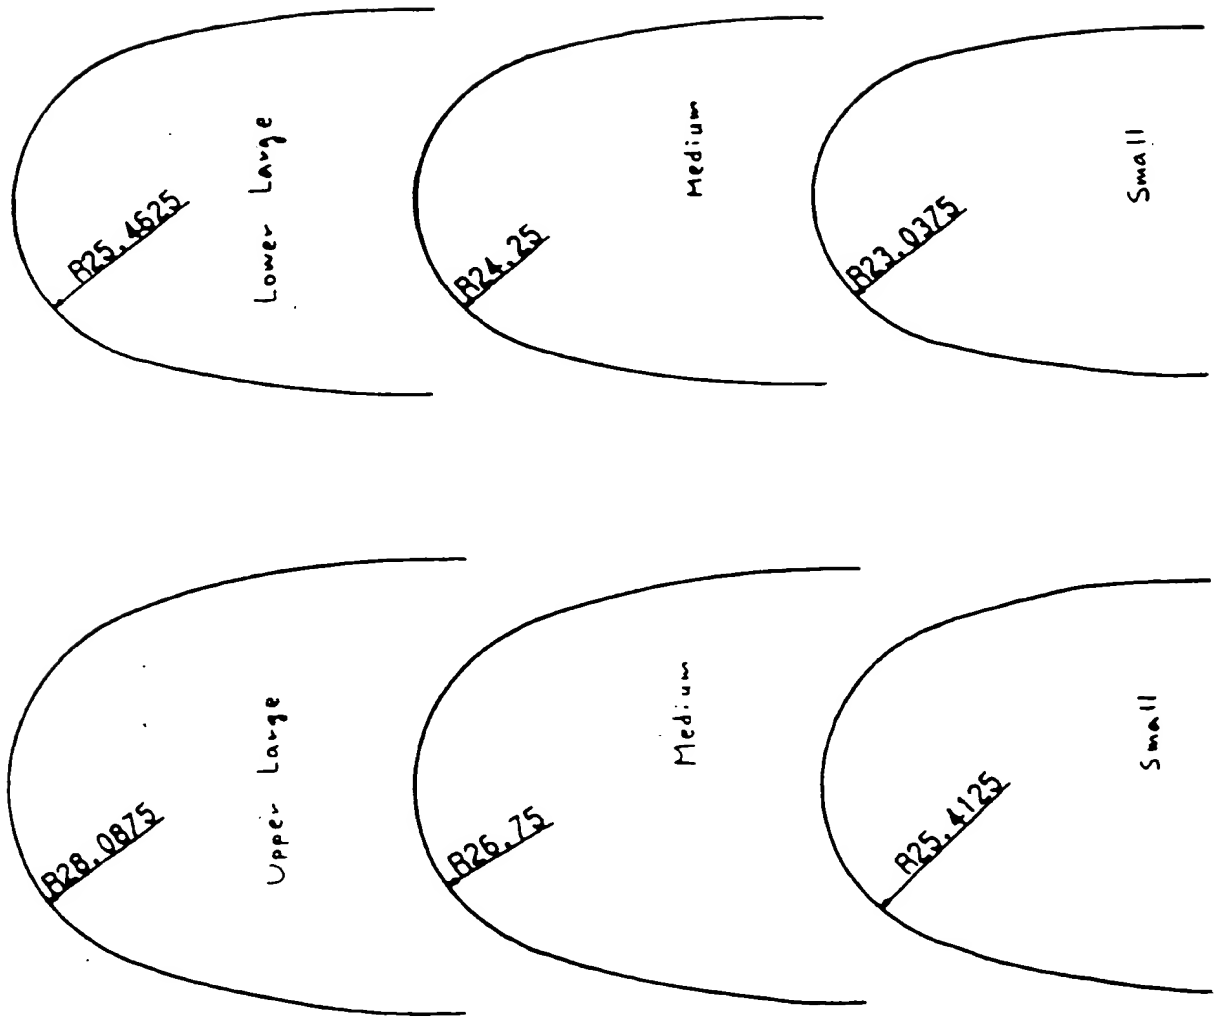 R25.4625
Lower Large
R24.25
Medium
R23.0375
Small
R28.0875
Upper Large
R26.75
Medium
R25.4125
Small